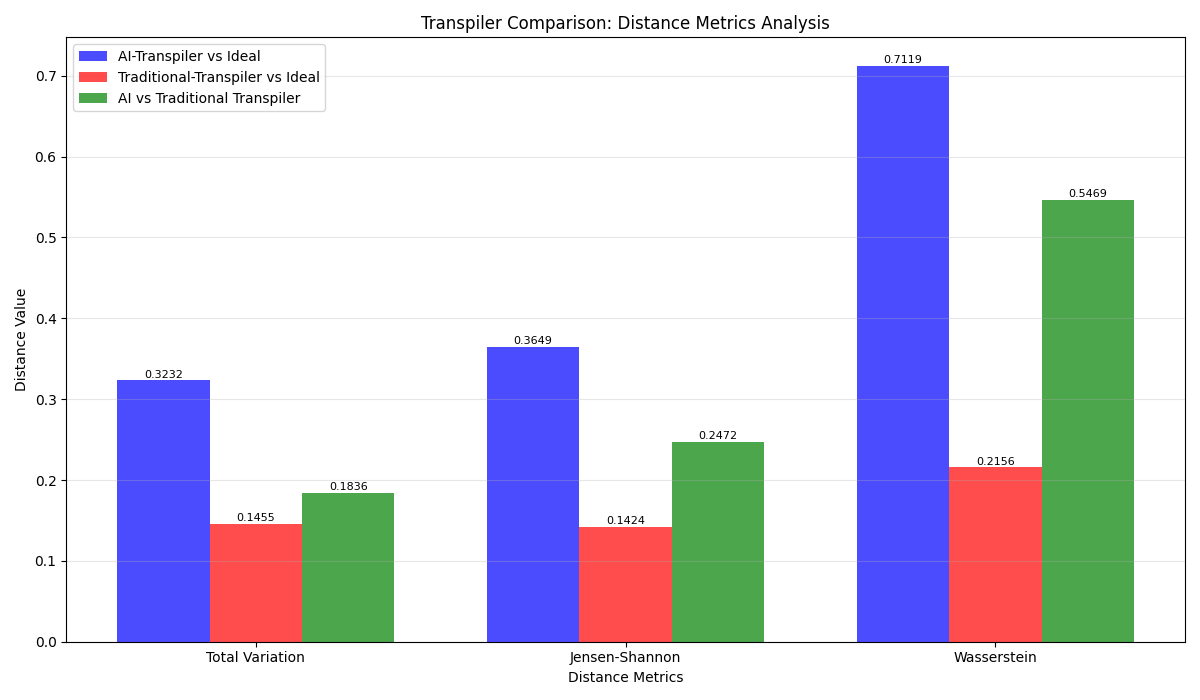 Transpiler Comparison: Distance Metrics Analysis
AI-Transpiler vs Ideal
Traditional-Transpiler vs Ideal
AI vs Traditional Transpiler
Distance Value
0.7
0.6
0.5
0.4
0.3
0.2
0.1
0.0
0.3232
0.1455
0.1836
0.3649
0.1424
0.2472
0.7119
0.2156
0.5469
Total Variation
Jensen-Shannon
Wasserstein
Distance Metrics